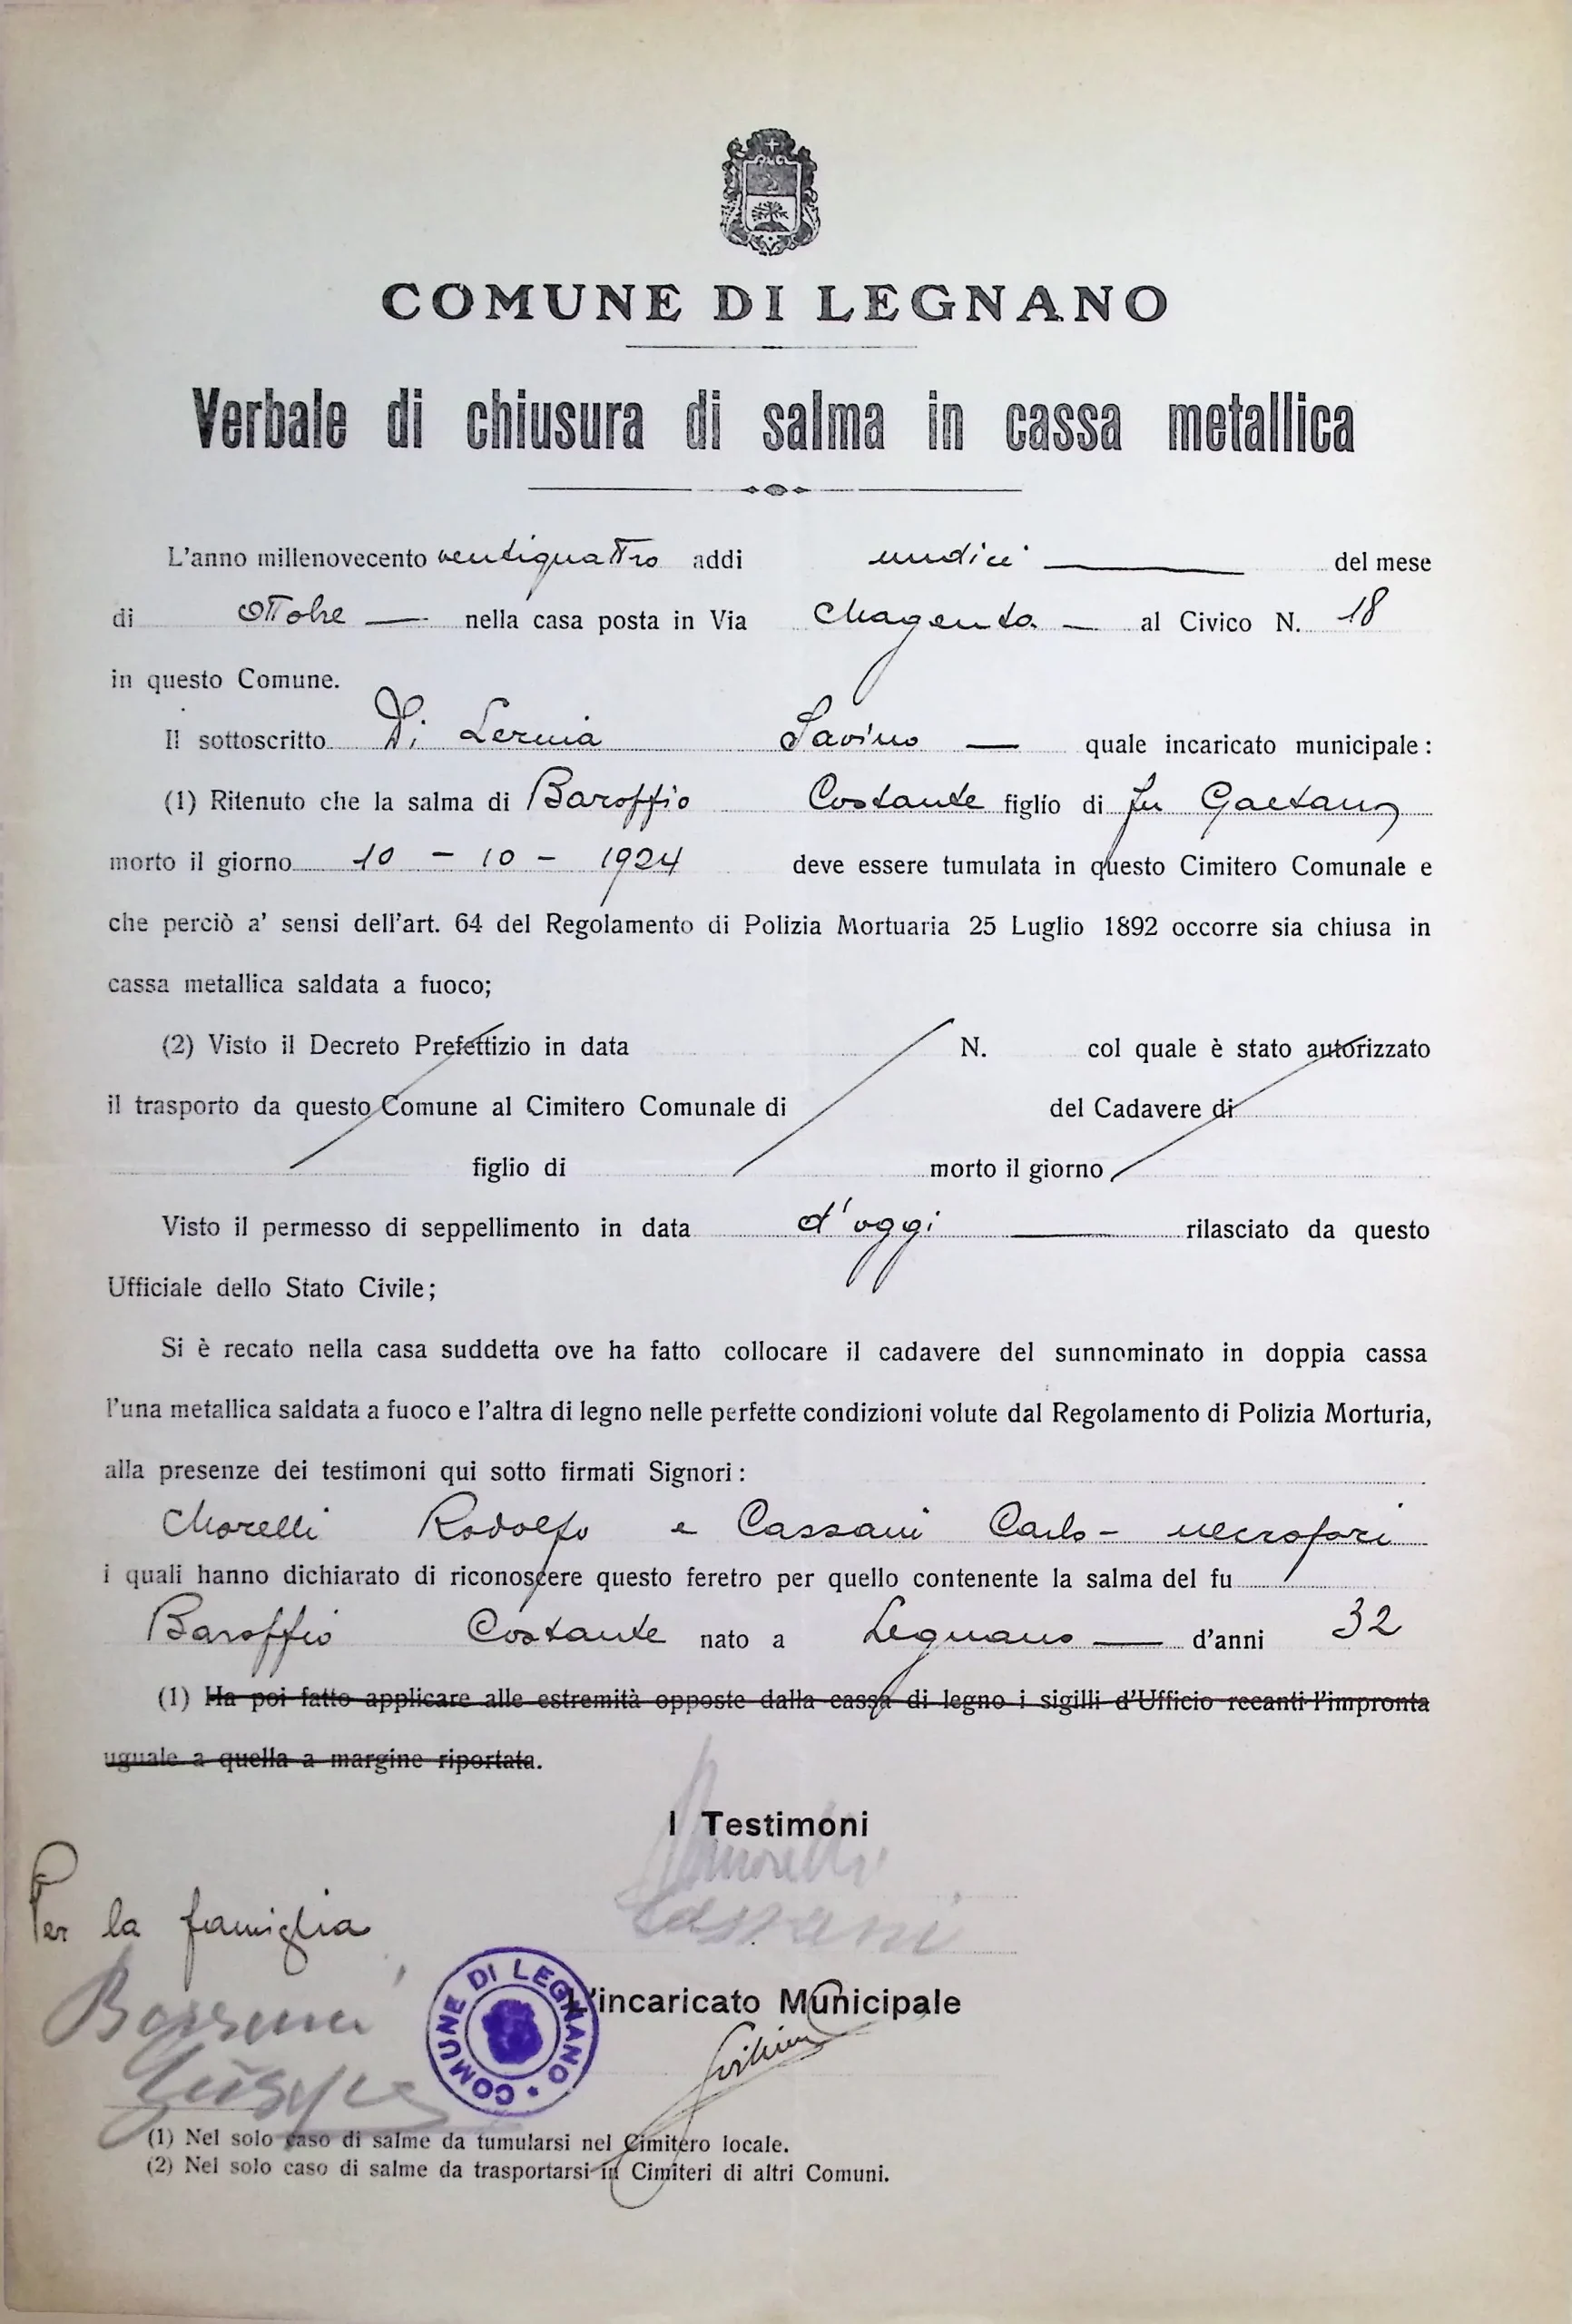 COMUNE DI LEGNANO
Verbale di chiusura di salma in cassa metallica
L'anno millenovecento ventiquattro addi undici del mese
di Ottobre — nella casa posta in Via Magenta — al Civico N. 18
in questo Comune.
Il sottoscritto Di Lernia Savino — quale incaricato municipale:
(1) Ritenuto che la salma di Baroffio Costante figlio di fu Gaetano
morto il giorno 10 - 10 - 1924 deve essere tumulata in questo Cimitero Comunale e
che perciò a' sensi dell'art. 64 del Regolamento di Polizia Mortuaria 25 Luglio 1892 occorre sia chiusa in
cassa metallica saldata a fuoco;
(2) Visto il Decreto Prefettizio in data N. col quale è stato autorizzato
il trasporto da questo Comune al Cimitero Comunale di del Cadavere di
figlio di morto il giorno
Visto il permesso di seppellimento in data d'oggi — rilasciato da questo
Ufficiale dello Stato Civile;
Si è recato nella casa suddetta ove ha fatto collocare il cadavere del sunnominato in doppia cassa
l'una metallica saldata a fuoco e l'altra di legno nelle perfette condizioni volute dal Regolamento di Polizia Morturia,
alla presenze dei testimoni qui sotto firmati Signori:
Morelli Rodolfo e Cassani Carlo - necrofori
i quali hanno dichiarato di riconoscere questo feretro per quello contenente la salma del fu
Baroffio Costante nato a Legnano — d'anni 32
(1) Ha poi fatto applicare alle estremità opposte dalla cassa di legno i sigilli d'Ufficio recanti l'impronta
uguale a quella a margine riportata.
I Testimoni
Morelli
Cassani
Per la famiglia
COMUNE DI LEGNANO
L'incaricato Municipale
(1) Nel solo caso di salme da tumularsi nel Cimitero locale.
(2) Nel solo caso di salme da trasportarsi in Cimiteri di altri Comuni.